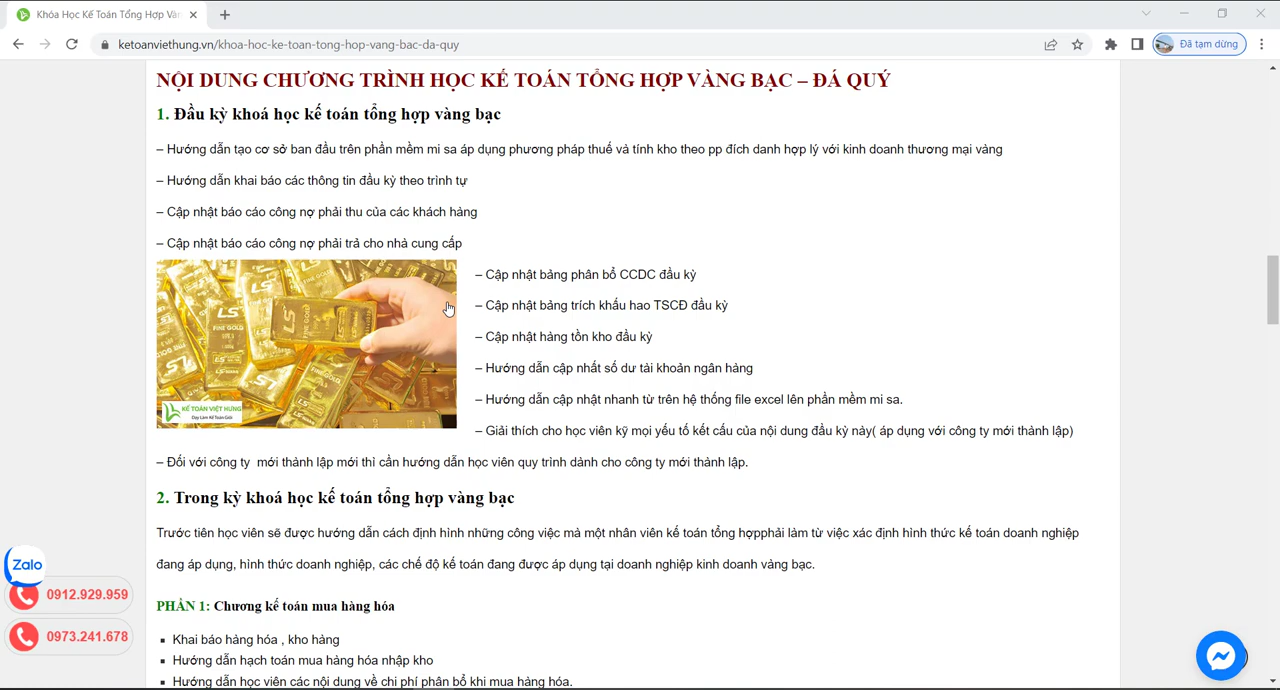 Khóa Học Kế Toán Tổng Hợp Vàn
ketoanviethung.vn/khoa-hoc-ke-toan-tong-hop-vang-bac-da-quy
Đã tạm dừng
NỘI DUNG CHƯƠNG TRÌNH HỌC KẾ TOÁN TỔNG HỢP VÀNG BẠC – ĐÁ QUÝ
1. Đầu kỳ khoá học kế toán tổng hợp vàng bạc
– Hướng dẫn tạo cơ sở ban đầu trên phần mềm mi sa áp dụng phương pháp thuế và tính kho theo pp đích danh hợp lý với kinh doanh thương mại vàng
– Hướng dẫn khai báo các thông tin đầu kỳ theo trình tự
– Cập nhật báo cáo công nợ phải thu của các khách hàng
– Cập nhật báo cáo công nợ phải trả cho nhà cung cấp
– Cập nhật bảng phân bổ CCDC đầu kỳ
– Cập nhật bảng trích khấu hao TSCĐ đầu kỳ
– Cập nhật hàng tồn kho đầu kỳ
– Hướng dẫn cập nhất số dư tài khoản ngân hàng
– Hướng dẫn cập nhật nhanh từ trên hệ thống file excel lên phần mềm mi sa.
– Giải thích cho học viên kỹ mọi yếu tố kết cấu của nội dung đầu kỳ này( áp dụng với công ty mới thành lập)
LS
FINE GOLD
KẾ TOÁN VIỆT HƯNG
Dạy Làm Kế Toán Giỏi
– Đối với công ty mới thành lập mới thì cần hướng dẫn học viên quy trình dành cho công ty mới thành lập.
2. Trong kỳ khoá học kế toán tổng hợp vàng bạc
Trước tiên học viên sẽ được hướng dẫn cách định hình những công việc mà một nhân viên kế toán tổng hợpphải làm từ việc xác định hình thức kế toán doanh nghiệp
đang áp dụng, hình thức doanh nghiệp, các chế độ kế toán đang được áp dụng tại doanh nghiệp kinh doanh vàng bạc.
PHẦN 1: Chương kế toán mua hàng hóa
▪ Khai báo hàng hóa , kho hàng
▪ Hướng dẫn hạch toán mua hàng hóa nhập kho
▪ Hướng dẫn học viên các nội dung về chi phí phân bổ khi mua hàng hóa.
Zalo
0912.929.959
0973.241.678